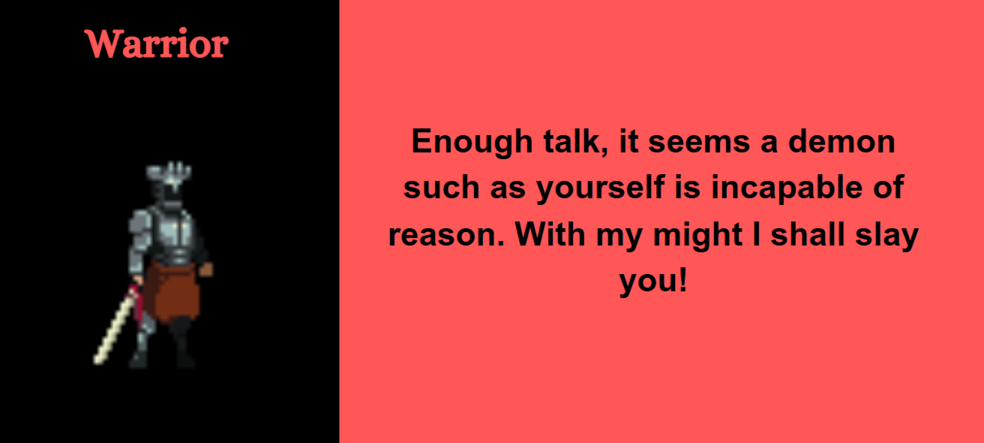 Warrior
Enough talk, it seems a demon
such as yourself is incapable of
reason. With my might I shall slay
you!